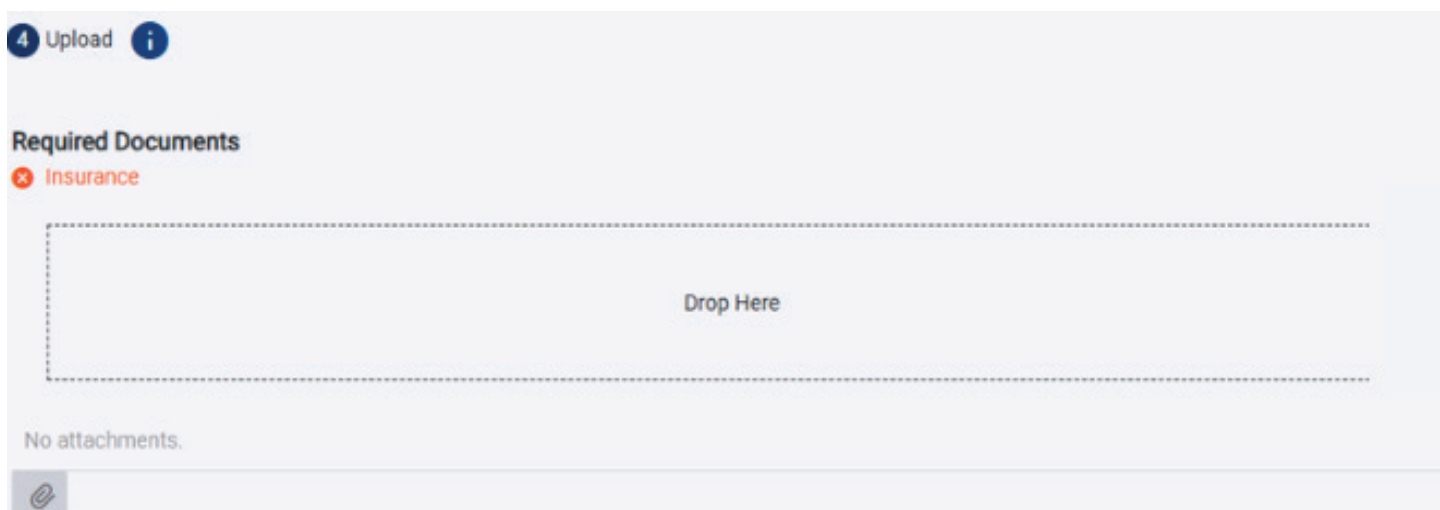 4 Upload i
Required Documents
Insurance
Drop Here
No attachments.